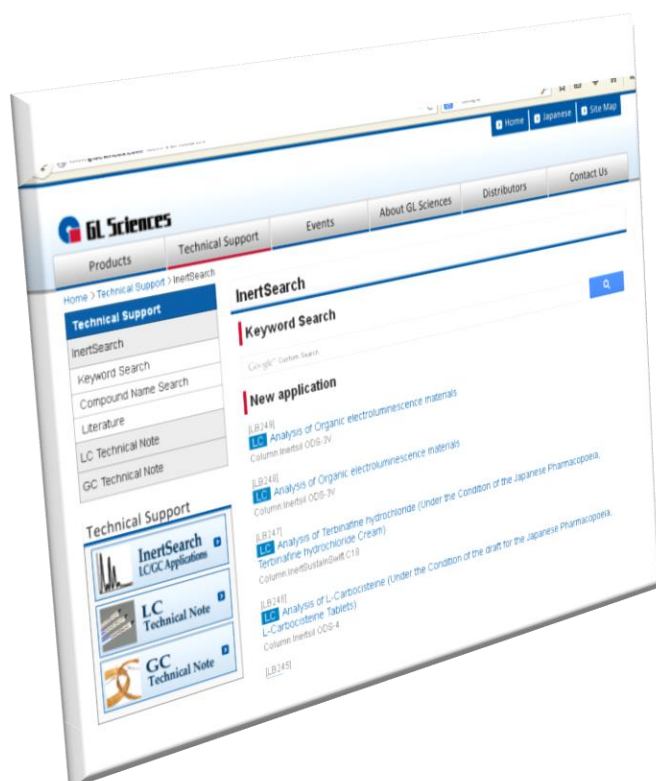 Home
Japanese
Site Map
GL Sciences
Products
Technical Support
Events
About GL Sciences
Distributors
Contact Us
Home > Technical Support > InertSearch
Technical Support
InertSearch
Keyword Search
Compound Name Search
Literature
LC Technical Note
GC Technical Note
Technical Support
InertSearch
LC/GC Applications
LC
Technical Note
GC
Technical Note
InertSearch
Keyword Search
Google™ Custom Search
New application
[LB249]
LC Analysis of Organic electroluminescence materials
Column:Inertsil ODS-3V
[LB248]
LC Analysis of Organic electroluminescence materials
Column:Inertsil ODS-3V
[LB247]
LC Analysis of Terbinafine hydrochloride (Under the Condition of the Japanese Pharmacopoeia,
Terbinafine hydrochloride Cream)
Column:InertSustainSwift C18
LC Analysis of L-Carbocisteine (Under the Condition of the draft for the Japanese Pharmacopoeia,
L-Carbocisteine Tablets)
Column:Inertsil ODS-4
[LB245]